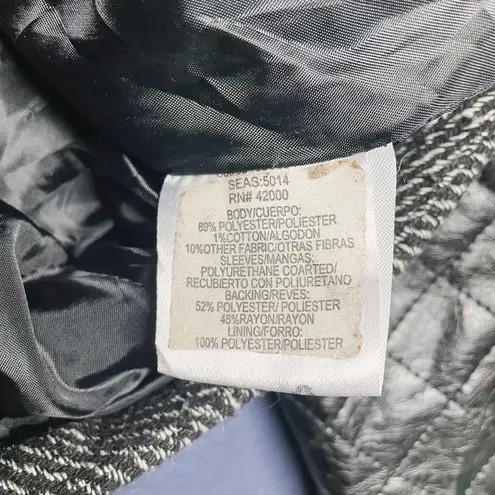 SEAS:5014
RN# 42000
BODY/CUERPO:
89% POLYESTER/POLIESTER
1%COTTON/ALGODON
10%OTHER FABRIC/OTRAS FIBRAS
SLEEVES/MANGAS:
POLYURETHANE COARTED/
RECUBIERTO CON POLIURETANO
BACKING/REVES:
52% POLYESTER/ POLIESTER
48%RAYON/RAYON
LINING/FORRO:
100% POLYESTER/POLIESTER